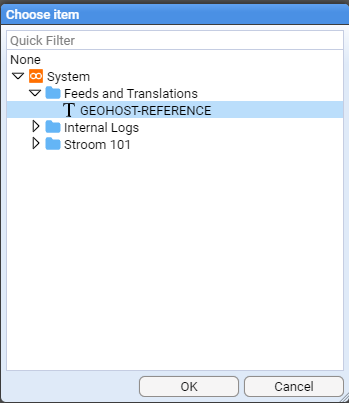 Choose item
Quick Filter
None
System
Feeds and Translations
GEOHOST-REFERENCE
Internal Logs
Stroom 101
OK Cancel